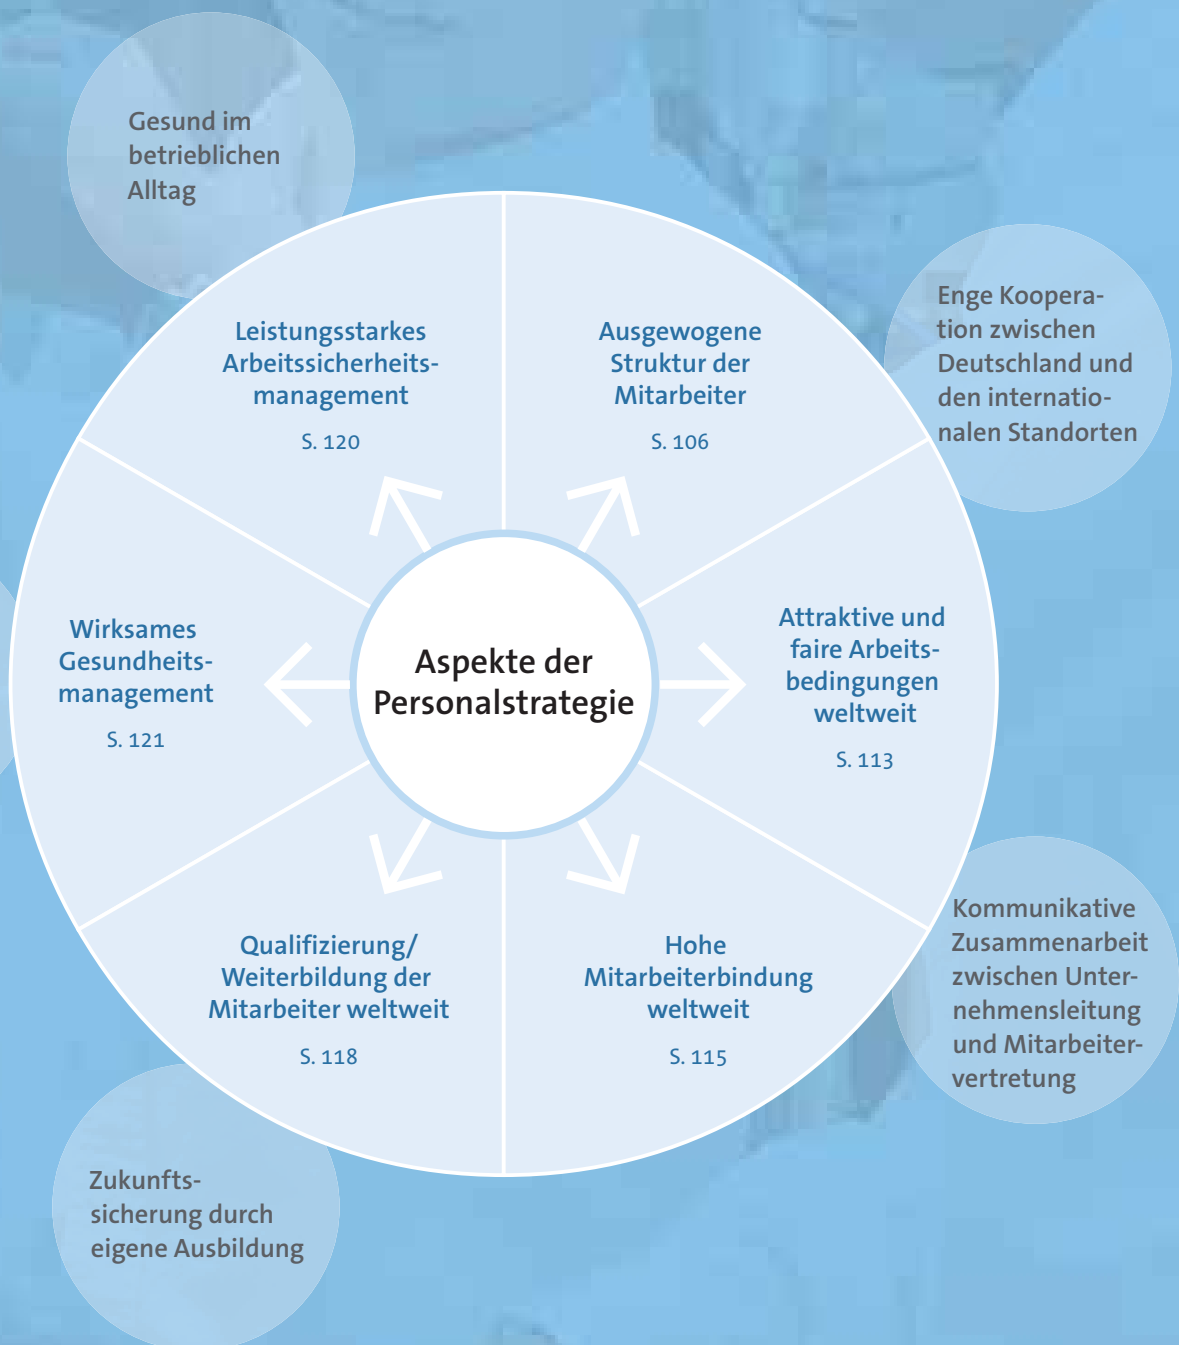 Gesund im
betrieblichen
Alltag
Enge Koopera-
tion zwischen
Deutschland und
den internatio-
nalen Standorten
Leistungsstarkes
Arbeitssicherheits-
management
S. 120
Ausgewogene
Struktur der
Mitarbeiter
S. 106
Wirksames
Gesundheits-
management
S. 121
Aspekte der
Personalstrategie
Attraktive und
faire Arbeits-
bedingungen
weltweit
S. 113
Qualifizierung/
Weiterbildung der
Mitarbeiter weltweit
S. 118
Hohe
Mitarbeiterbindung
weltweit
S. 115
Kommunikative
Zusammenarbeit
zwischen Unter-
nehmensleitung
und Mitarbeiter-
vertretung
Zukunfts-
sicherung durch
eigene Ausbildung